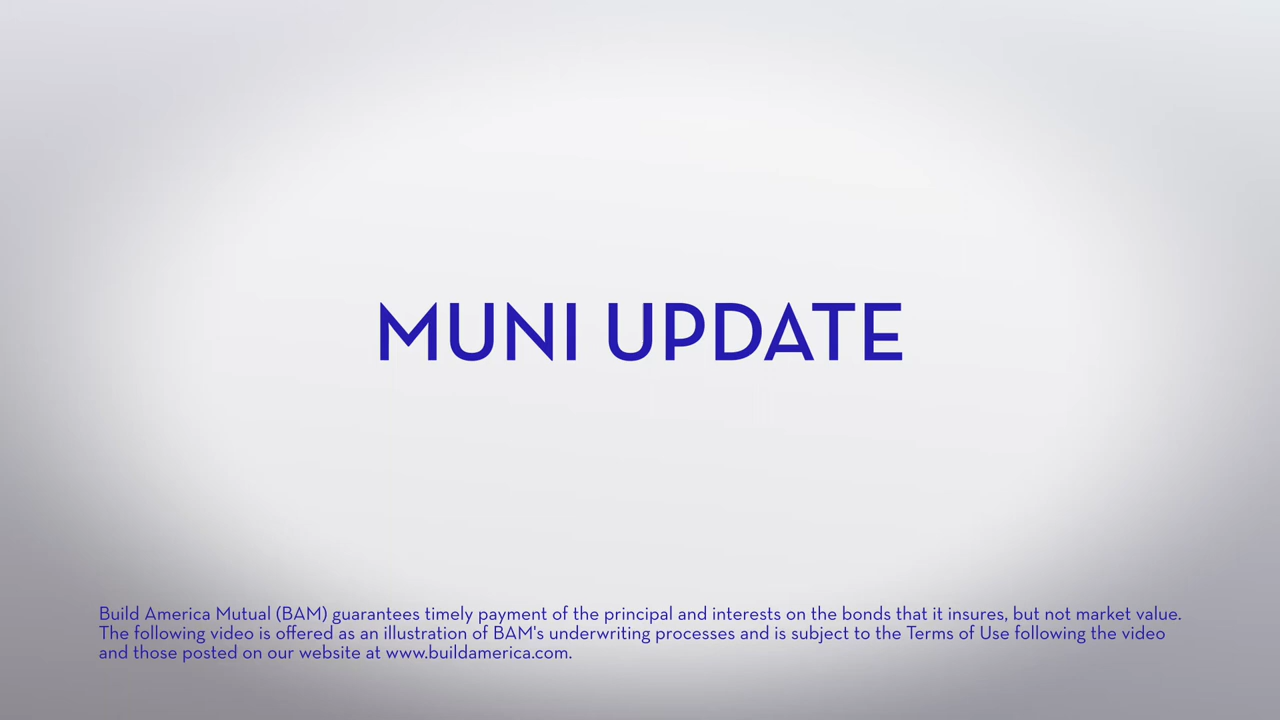 MUNI UPDATE
Build America Mutual (BAM) guarantees timely payment of the principal and interests on the bonds that it insures, but not market value.
The following video is offered as an illustration of BAM's underwriting processes and is subject to the Terms of Use following the video
and those posted on our website at www.buildamerica.com.